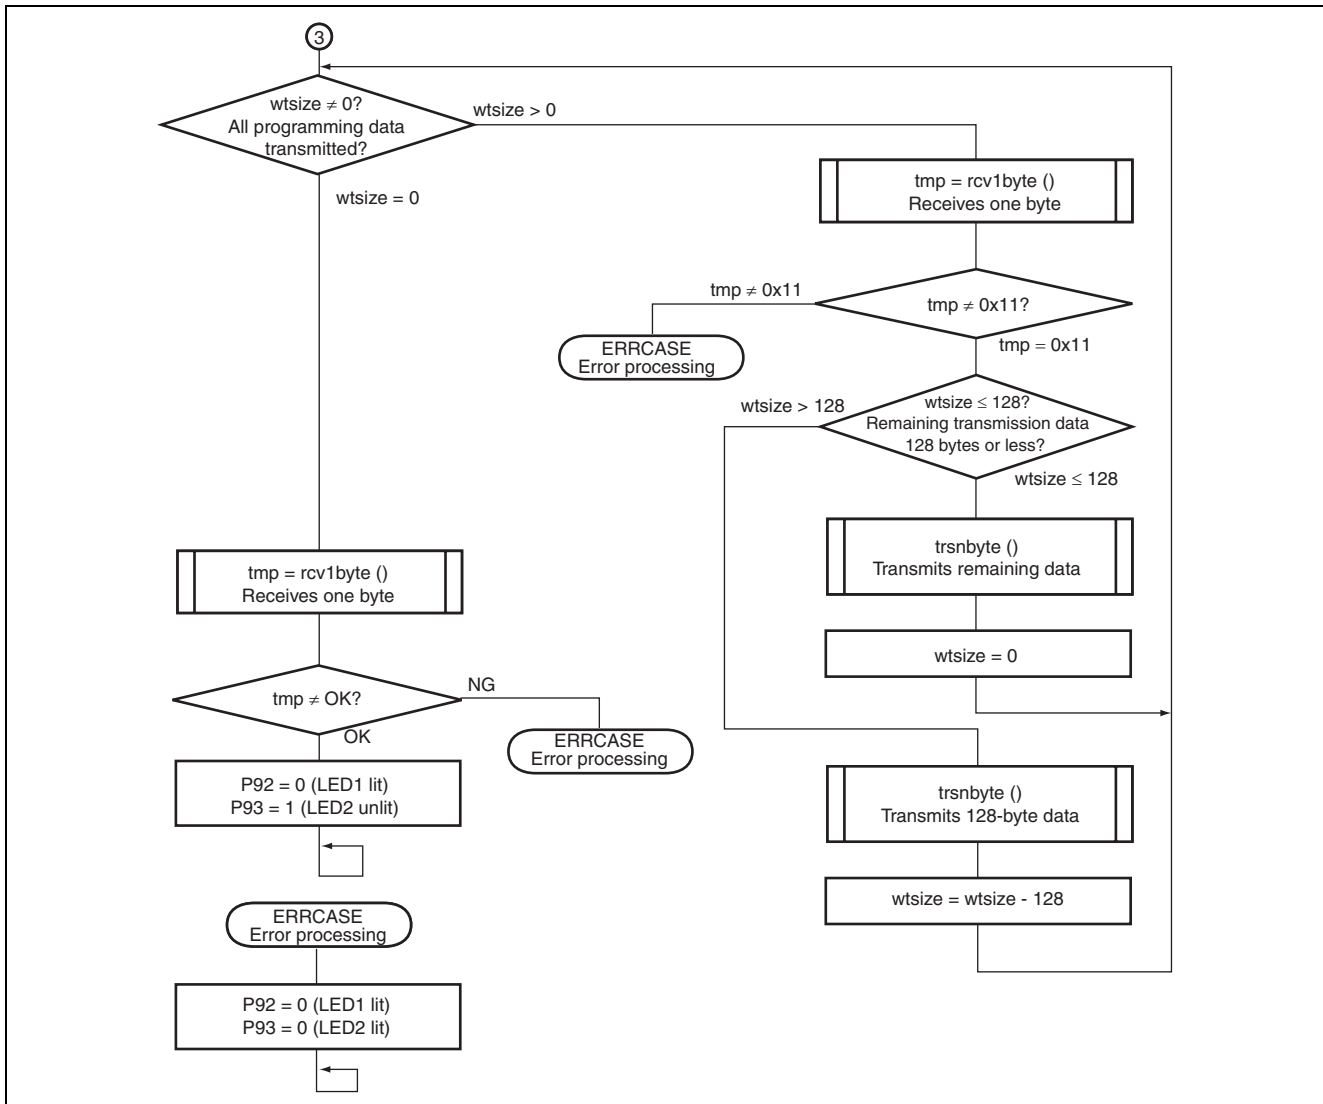 3
wtsize ≠ 0?
All programming data
transmitted?
wtsize > 0
wtsize = 0
tmp = rcv1byte ()
Receives one byte
tmp ≠ 0x11
tmp ≠ 0x11?
ERRCASE
Error processing
tmp = 0x11
wtsize > 128
wtsize ≤ 128?
Remaining transmission data
128 bytes or less?
wtsize ≤ 128
trsnbyte ()
Transmits remaining data
wtsize = 0
tmp = rcv1byte ()
Receives one byte
tmp ≠ OK?
NG
OK
ERRCASE
Error processing
P92 = 0 (LED1 lit)
P93 = 1 (LED2 unlit)
trsnbyte ()
Transmits 128-byte data
wtsize = wtsize - 128
ERRCASE
Error processing
P92 = 0 (LED1 lit)
P93 = 0 (LED2 lit)